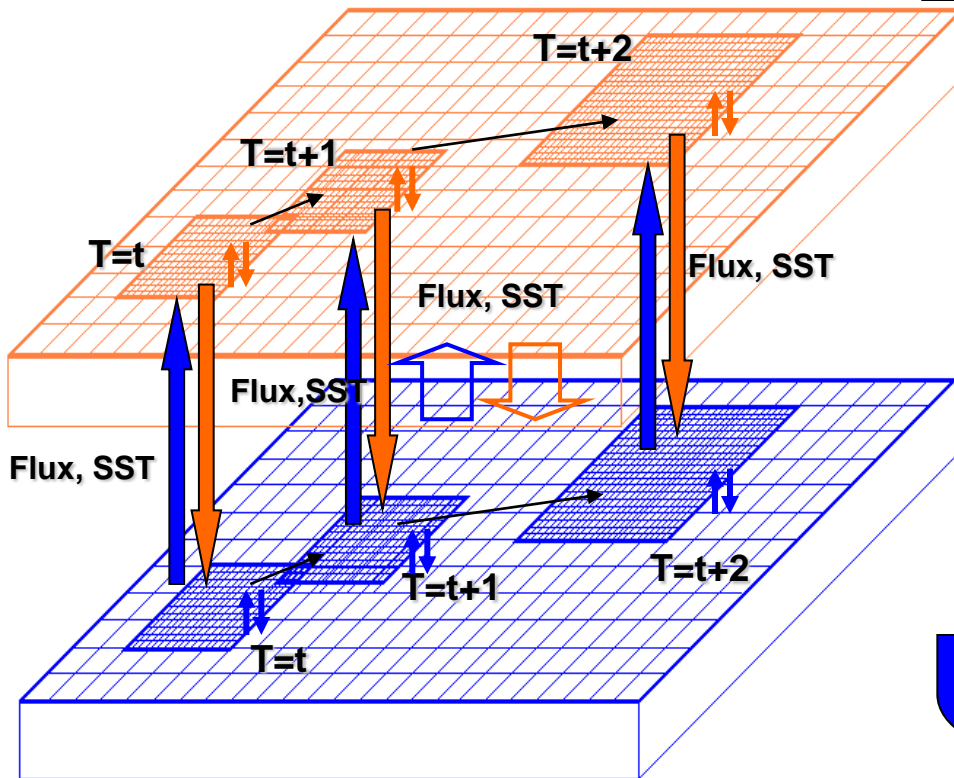 T=t+2
T=t+1
T=t
Flux, SST
Flux, SST
Flux,SST
Flux, SST
T=t+2
T=t+1
T=t